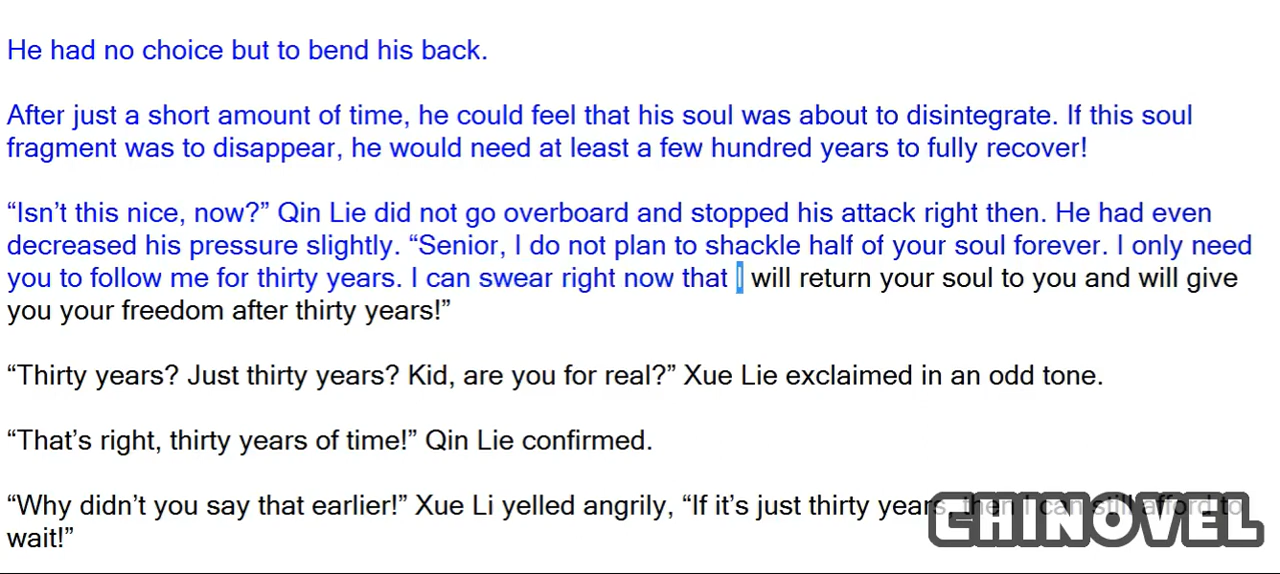 He had no choice but to bend his back.
After just a short amount of time, he could feel that his soul was about to disintegrate. If this soul
fragment was to disappear, he would need at least a few hundred years to fully recover!
“Isn’t this nice, now?” Qin Lie did not go overboard and stopped his attack right then. He had even
decreased his pressure slightly. “Senior, I do not plan to shackle half of your soul forever. I only need
you to follow me for thirty years. I can swear right now that I will return your soul to you and will give
you your freedom after thirty years!”
“Thirty years? Just thirty years? Kid, are you for real?” Xue Lie exclaimed in an odd tone.
“That’s right, thirty years of time!” Qin Lie confirmed.
“Why didn’t you say that earlier!” Xue Li yelled angrily, “If it’s just thirty years, then I can still afford to
wait!”
CHINOVEL